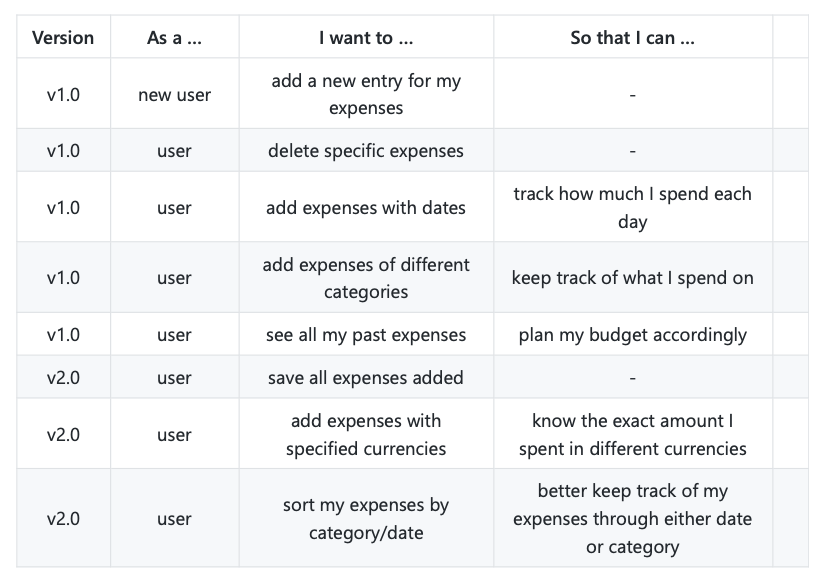 Version As a ... I want to ... So that I can ...
v1.0 new user add a new entry for my expenses -
v1.0 user delete specific expenses -
v1.0 user add expenses with dates track how much I spend each day
v1.0 user add expenses of different categories keep track of what I spend on
v1.0 user see all my past expenses plan my budget accordingly
v2.0 user save all expenses added -
v2.0 user add expenses with specified currencies know the exact amount I spent in different currencies
v2.0 user sort my expenses by category/date better keep track of my expenses through either date or category